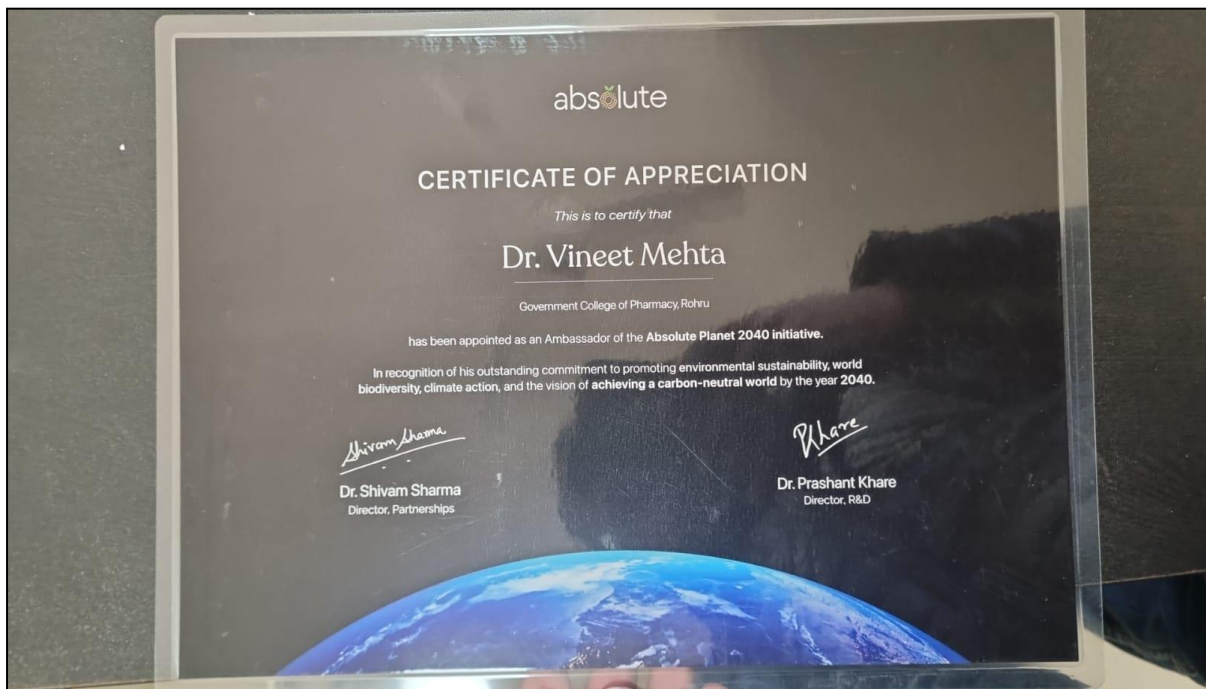 absolute
CERTIFICATE OF APPRECIATION
This is to certify that
Dr. Vineet Mehta
Government College of Pharmacy, Rohru
has been appointed as an Ambassador of the Absolute Planet 2040 initiative.
In recognition of his outstanding commitment to promoting environmental sustainability, world
biodiversity, climate action, and the vision of achieving a carbon-neutral world by the year 2040.
Shivam Sharma
PKhare
Dr. Shivam Sharma
Director, Partnerships
Dr. Prashant Khare
Director, R&D